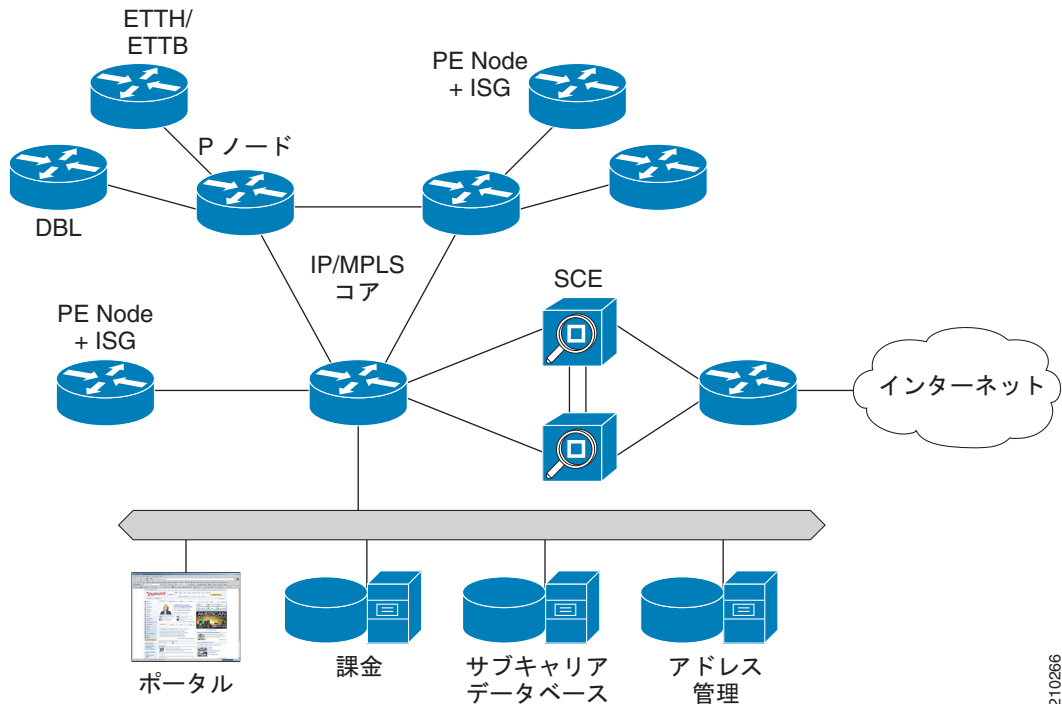 ETTH/
ETTB
PE Node
+ ISG
P ノード
DBL
IP/MPLS
コア
SCE
PE Node
+ ISG
インターネット
ポータル
課金
サブキャリア
データベース
アドレス
管理
210266